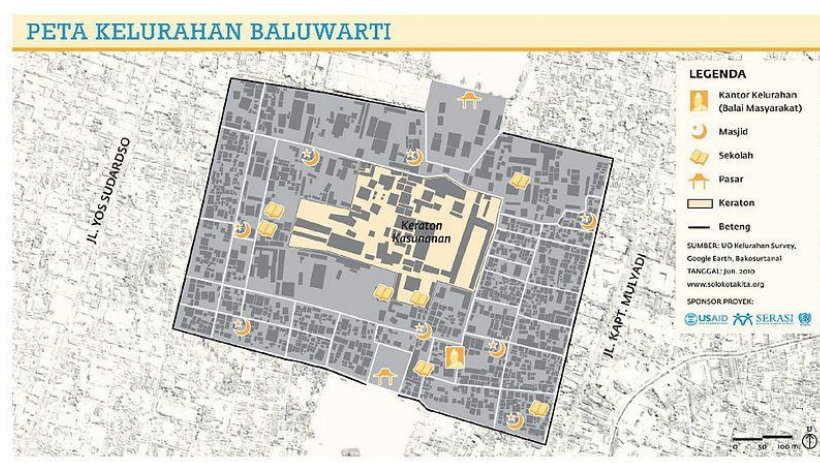 PETA KELURAHAN BALUWARTI
JL. YOS SUDARDSO
Keraton
Kasunanan
JL. KAPT. MULYADI
LEGENDA
Kantor Kelurahan
(Balai Masyarakat)
Masjid
Sekolah
Pasar
Keraton
Beteng
SUMBER: UO Kelurahan Survey,
Google Earth, Bakosurtanal
TANGGAL: Jun. 2010
www.solokotakita.org
SPONSOR PROYEK:
USAID SERASI
0 50 100 m
U